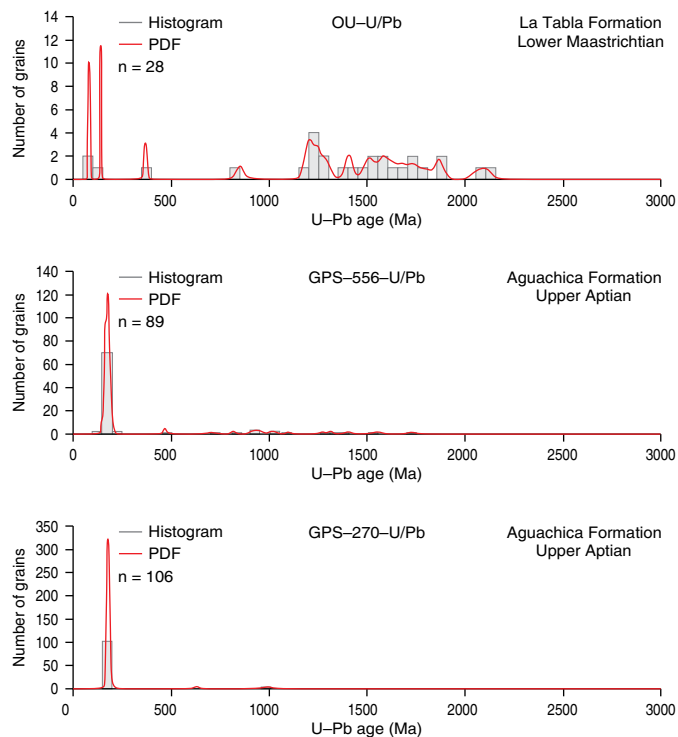 14
12
10
8
6
4
2
0
Number of grains
Histogram
PDF
n = 28
OU–U/Pb
La Tabla Formation
Lower Maastrichtian
0
500
1000
1500
2000
2500
3000
U–Pb age (Ma)
140
120
100
80
60
40
20
0
Number of grains
Histogram
PDF
n = 89
GPS–556–U/Pb
Aguachica Formation
Upper Aptian
0
500
1000
1500
2000
2500
3000
U–Pb age (Ma)
350
300
250
200
150
100
50
0
Number of grains
Histogram
PDF
n = 106
GPS–270–U/Pb
Aguachica Formation
Upper Aptian
0
500
1000
1500
2000
2500
3000
U–Pb age (Ma)